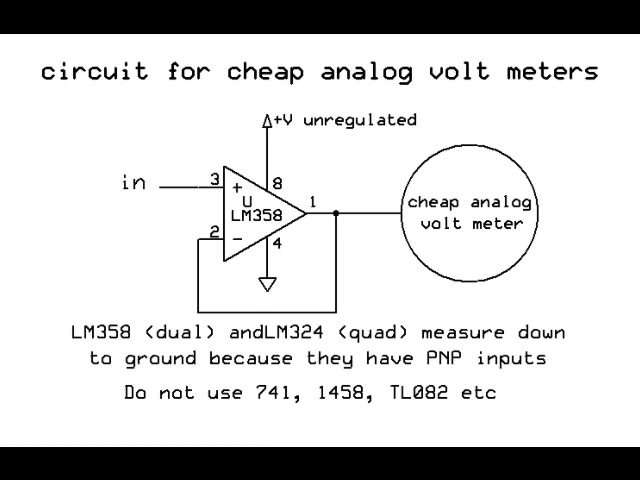 circuit for cheap analog volt meters
+V unregulated
in
3
+
8
U
LM358
1
cheap analog
volt meter
2
-
4
LM358 (dual) andLM324 (quad) measure down
to ground because they have PNP inputs
Do not use 741, 1458, TL082 etc